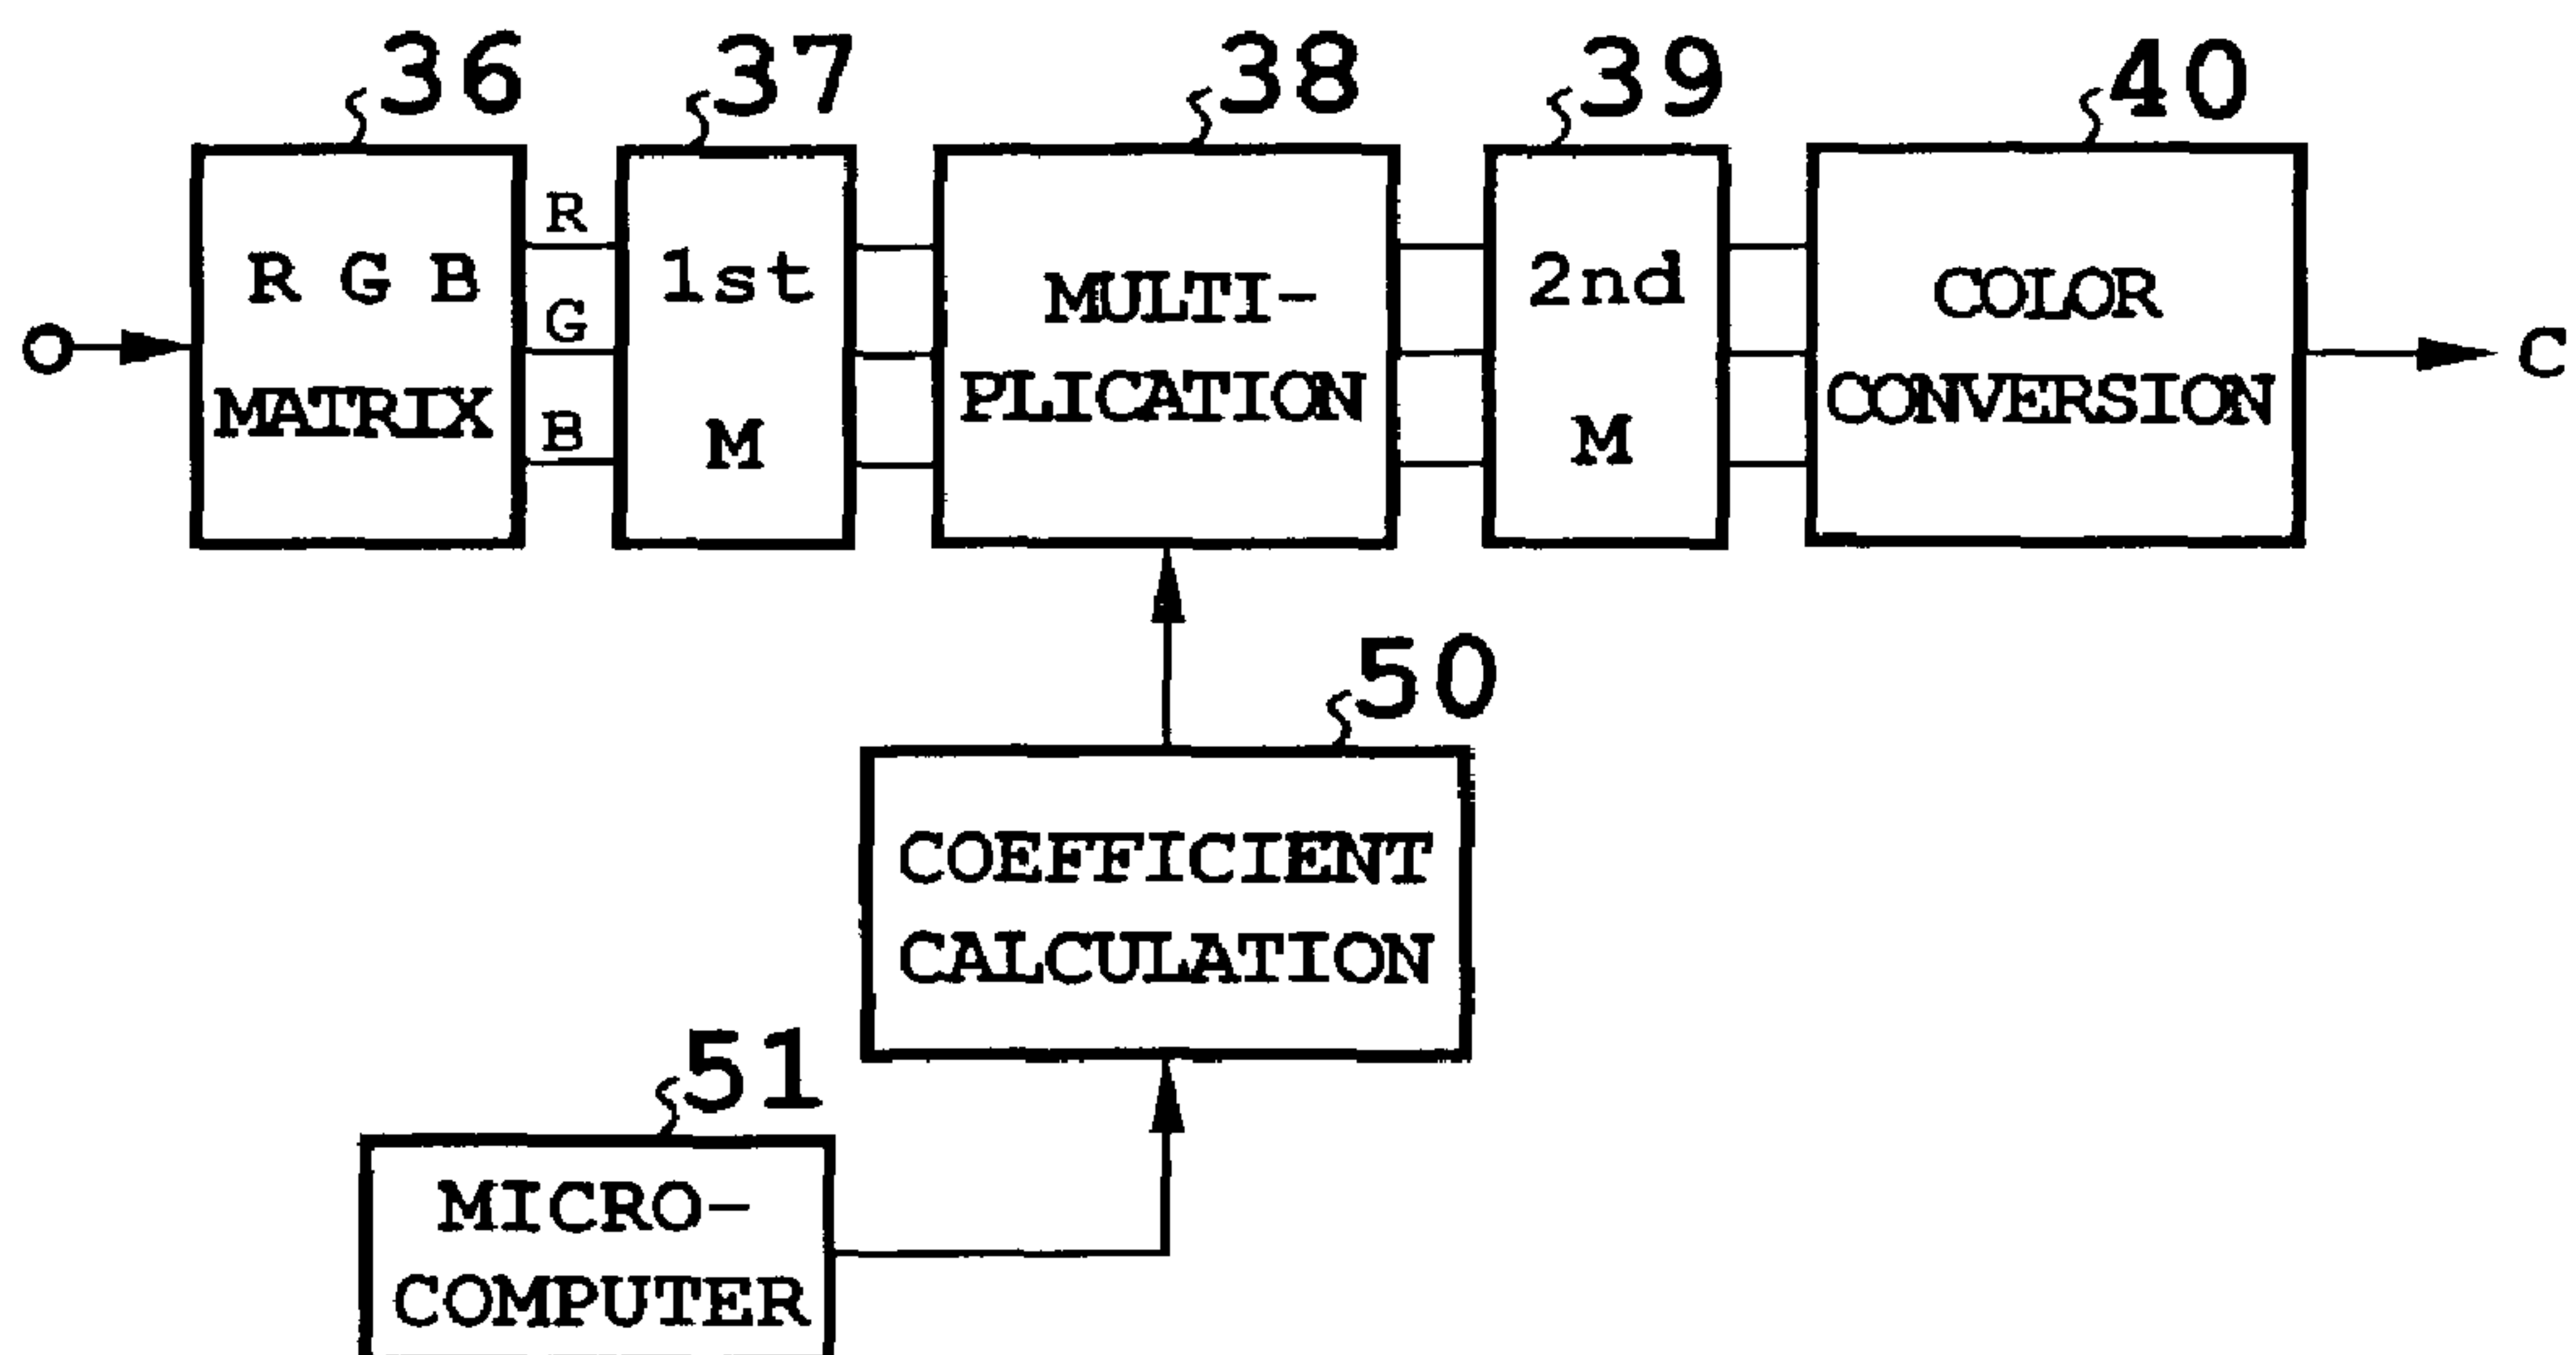 36
37
38
39
40
R G B
MATRIX
R
G
B
1st
M
MULTI-
PLICATION
2nd
M
COLOR
CONVERSION
C
50
COEFFICIENT
CALCULATION
51
MICRO-
COMPUTER